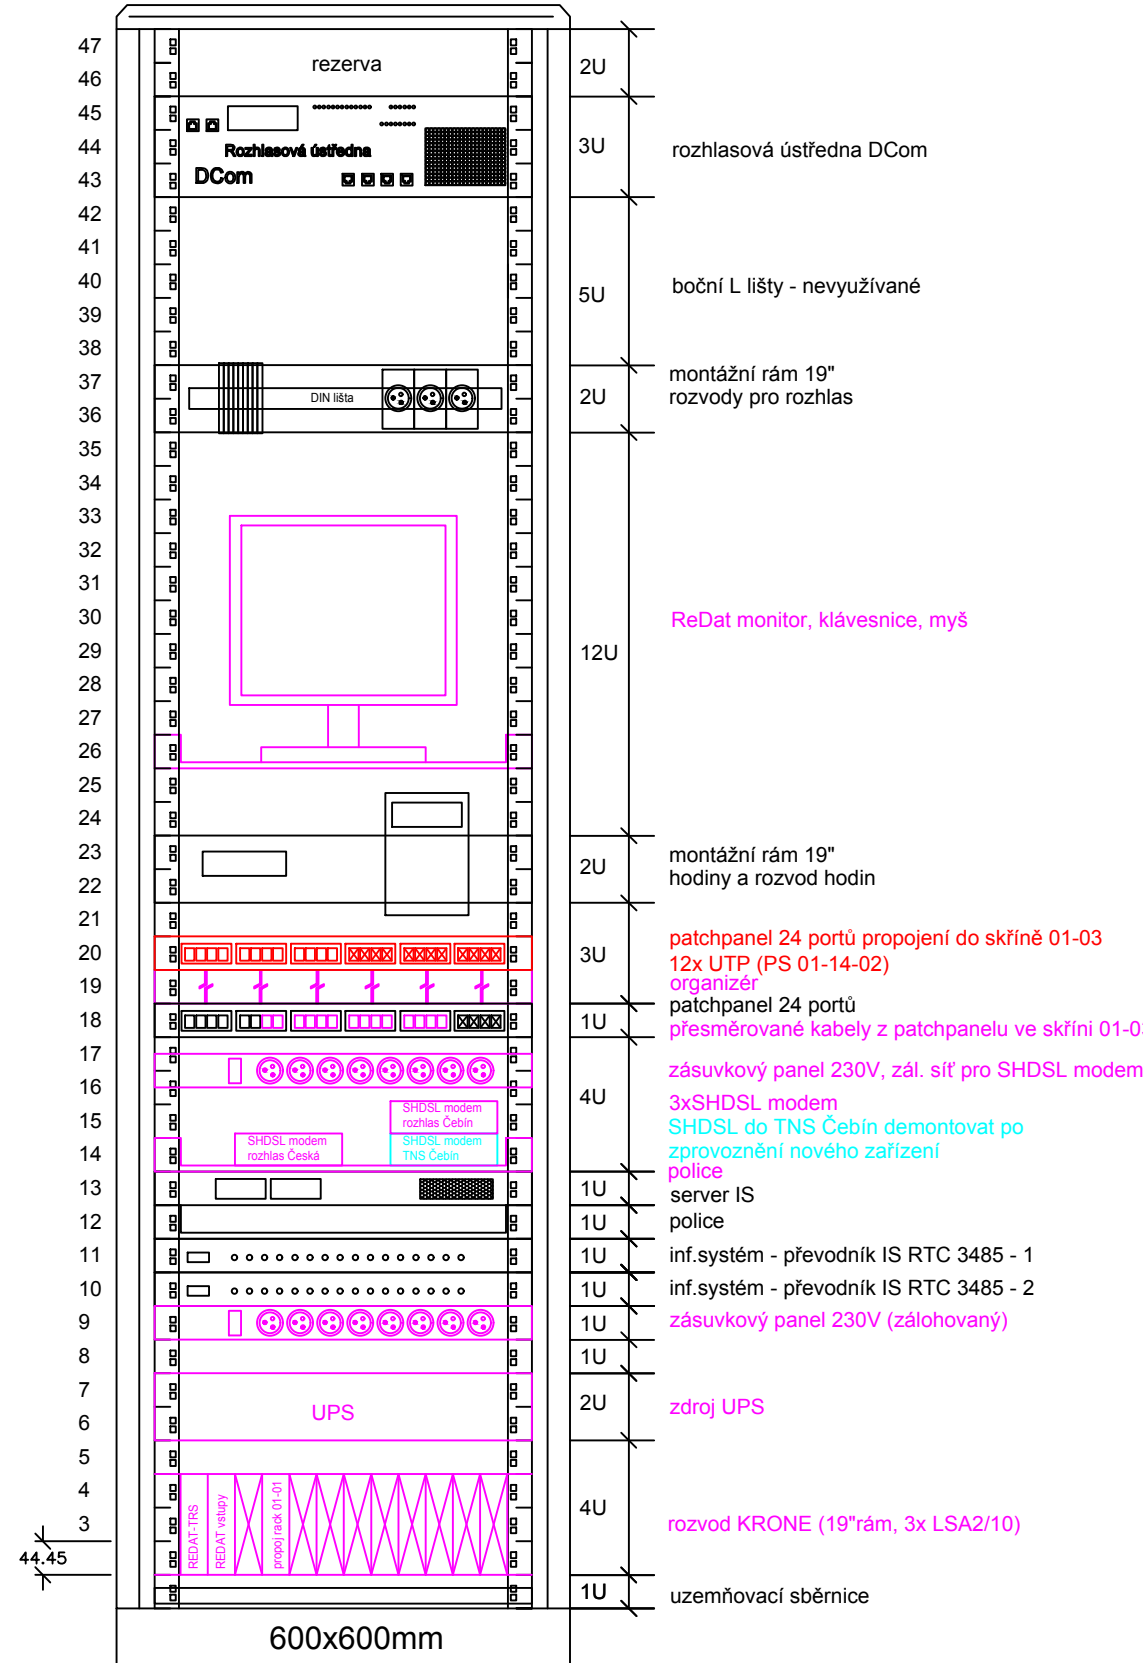 47
rezerva
2U
46
45
44
Rozhlasová ústředna
3U
rozhlasová ústředna DCom
43
DCom
42
41
40
5U
boční L lišty - nevyužívané
39
38
37
montážní rám 19"
DIN lišta
2U
rozvody pro rozhlas
36
35
34
33
32
31
30
ReDat monitor, klávesnice, myš
29
12U
28
27
26
25
24
23
montážní rám 19"
2U
hodiny a rozvod hodin
22
21
patchpanel 24 portů propojení do skříně 01-03
20
3U
12x UTP (PS 01-14-02)
19
organizér
patchpanel 24 portů
18
1U
přesměrované kabely z patchpanelu ve skříni 01-0
17
zásuvkový panel 230V, zál. síť pro SHDSL modem
16
4U
3xSHDSL modem
SHDSL modem
rozhlas Čebín
15
SHDSL do TNS Čebín demontovat po
SHDSL modem
rozhlas Česká
SHDSL modem
TNS Čebín
14
zprovoznění nového zařízení
police
13
1U
server IS
12
1U
police
11
1U
inf.systém - převodník IS RTC 3485 - 1
10
1U
inf.systém - převodník IS RTC 3485 - 2
9
1U
zásuvkový panel 230V (zálohovaný)
8
1U
7
UPS
2U
zdroj UPS
6
5
4
REDAT-TRS
REDAT vstupy
propoj rack 01-01
4U
3
rozvod KRONE (19"rám, 3x LSA2/10)
44.45
1U
uzemňovací sběrnice
600x600mm